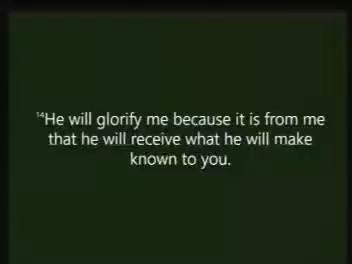 ¹⁴He will glorify me because it is from me
that he will receive what he will make
known to you.